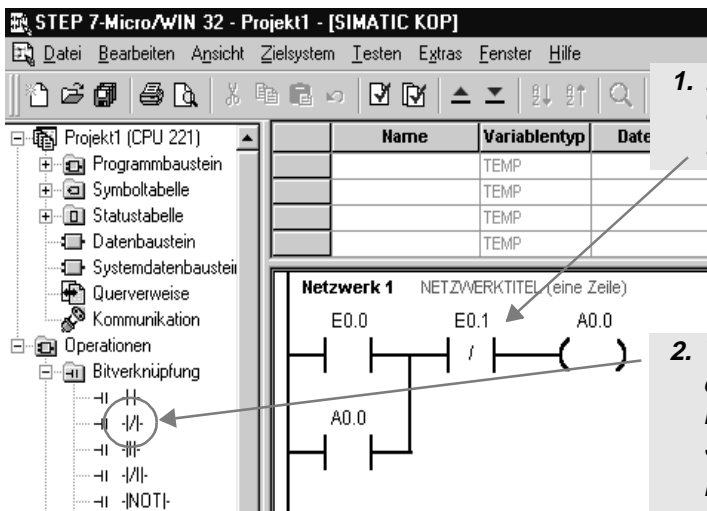 STEP 7-Micro/WIN 32 - Projekt1 - [SIMATIC KOP]
Datei Bearbeiten Ansicht Zielsystem Testen Extras Fenster Hilfe
1.
Projekt1 (CPU 221)
Programmbaustein
Symboltabelle
Statustabelle
Datenbaustein
Systemdatenbaustei
Querverweise
Kommunikation
Operationen
Bitverknüpfung
-| |-
-|/|-
-|I|-
-|/I|-
-|NOT|-
Name Variablentyp Date
TEMP
TEMP
TEMP
TEMP
Netzwerk 1 NETZWERKTITEL (eine Zeile)
E0.0 E0.1 A0.0
/
A0.0
2.